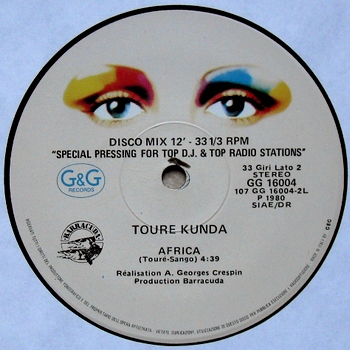 DISCO MIX 12' - 33 1/3 RPM
"SPECIAL PRESSING FOR TOP D.J. & TOP RADIO STATIONS"
G&G
RECORDS
33 Giri Lato 2
STEREO
GG 16004
107 GG 16004-2L
P 1980
SIAE/DR
TOURE KUNDA
BARRACUDA
AFRICA
(Touré-Sango) 4:39
Réalisation A. Georges Crespin
Production Barracuda